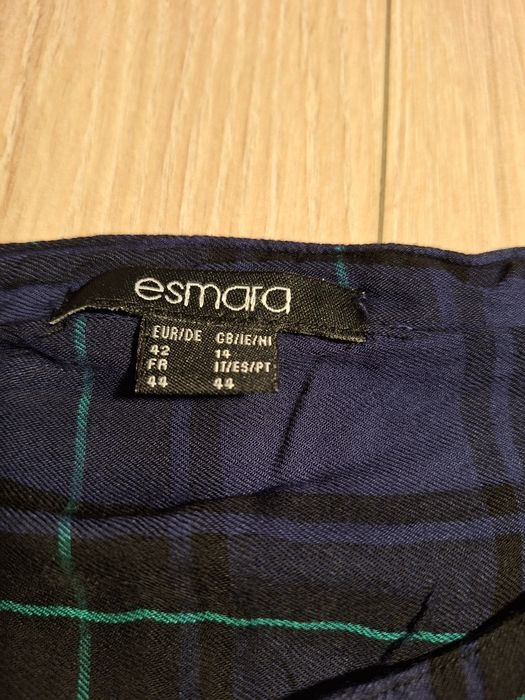 esmara
EUR/DE GB/IE/NI
42 14
FR IT/ES/PT
44 44